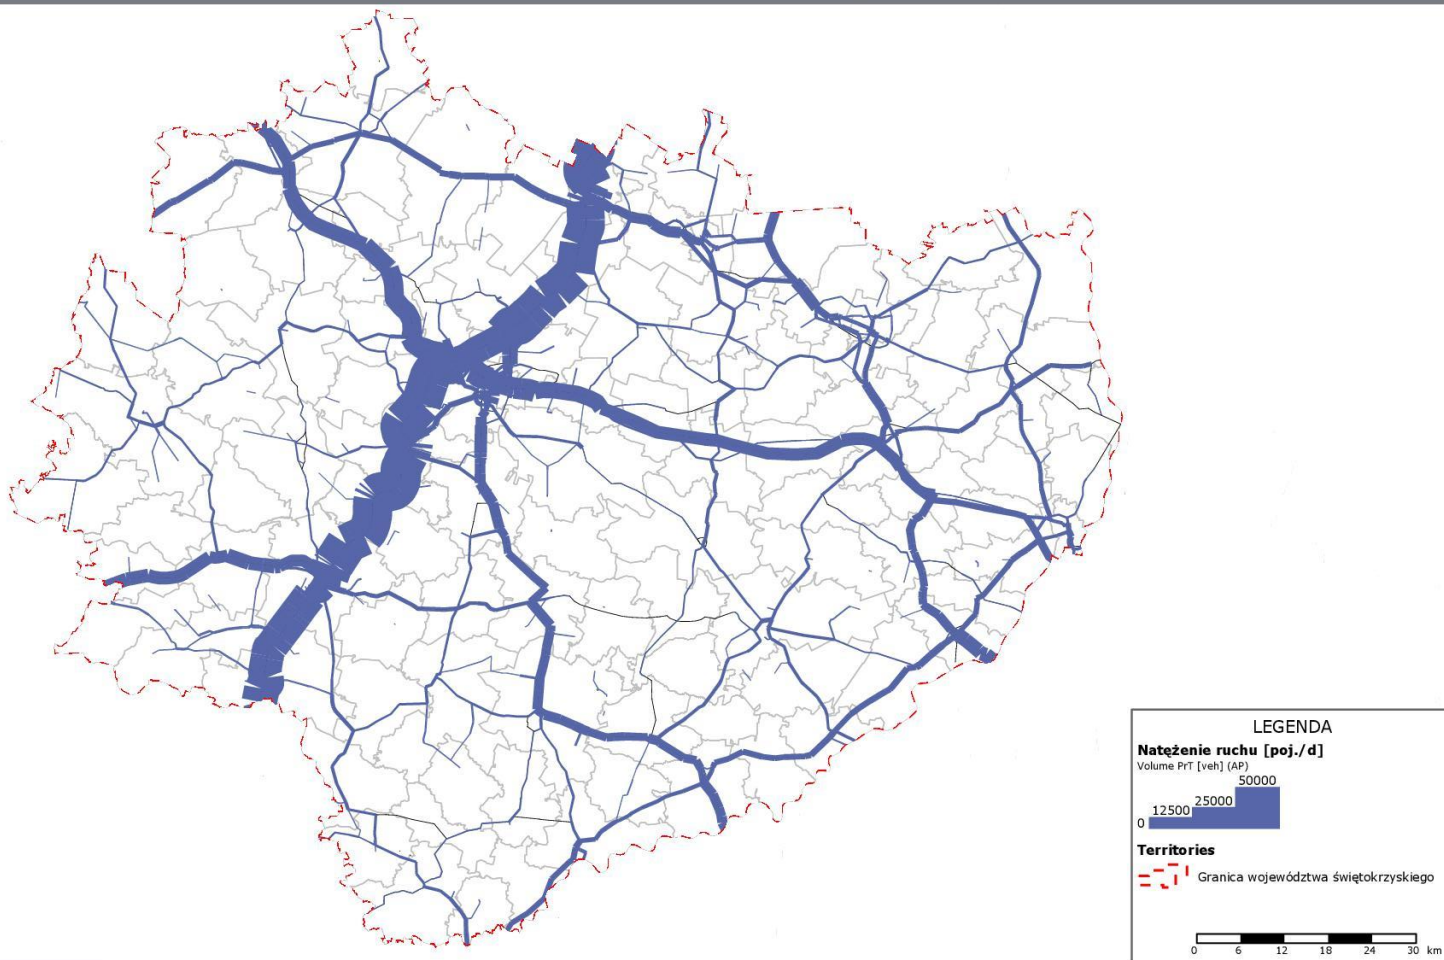 LEGENDA
Natężenie ruchu [poj./d]
Volume PrT [veh] (AP)
50000
25000
12500
0
Territories
Granica województwa świętokrzyskiego
0 6 12 18 24 30 km